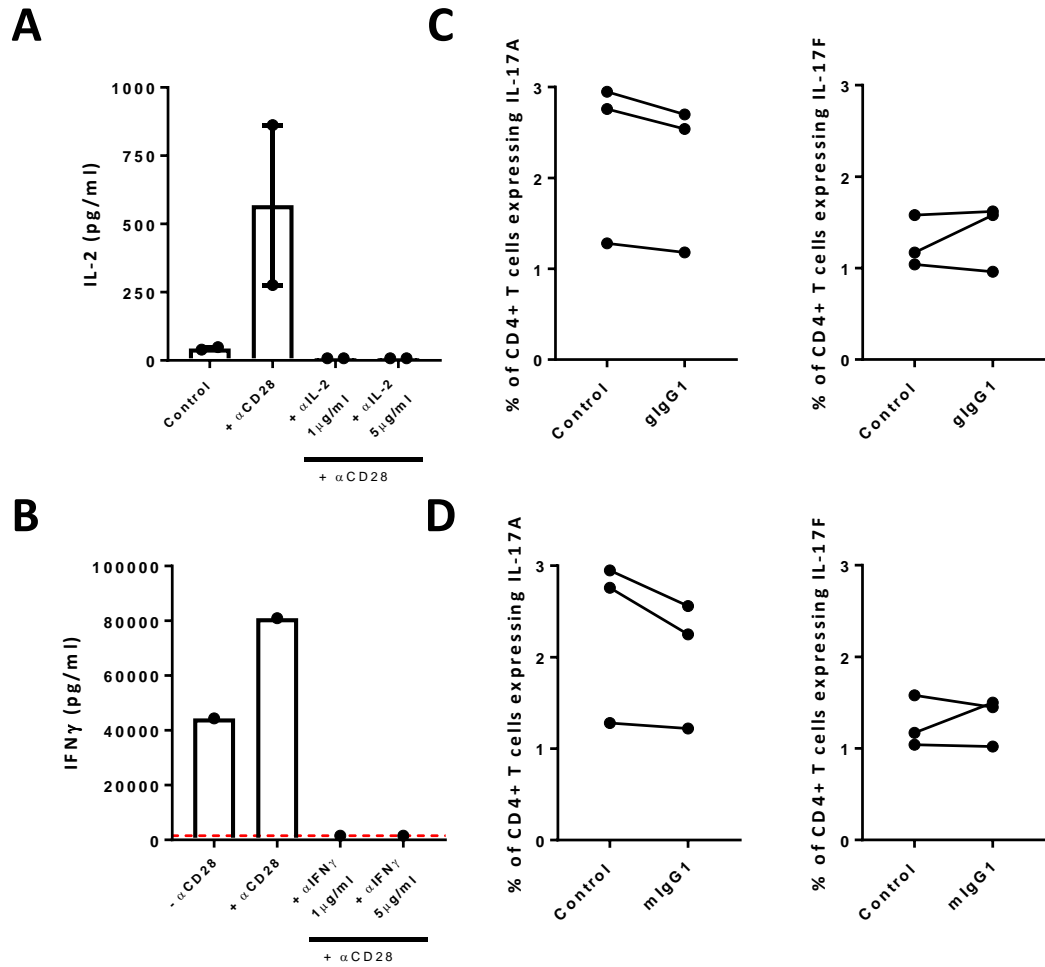 A
IL-2 (pg/ml)
1000
750
500
250
0
Control
+ αCD28
+ αIL-2
1μg/ml
+ αIL-2
5μg/ml
+ αCD28
C
% of CD4+ T cells expressing IL-17A
3
2
1
0
Control
gIgG1
% of CD4+ T cells expressing IL-17F
3
2
1
0
Control
gIgG1
B
IFNγ (pg/ml)
100000
80000
60000
40000
20000
0
- αCD28
+ αCD28
+ αIFNγ
1μg/ml
+ αIFNγ
5μg/ml
+ αCD28
D
% of CD4+ T cells expressing IL-17A
3
2
1
0
Control
mIgG1
% of CD4+ T cells expressing IL-17F
3
2
1
0
Control
mIgG1